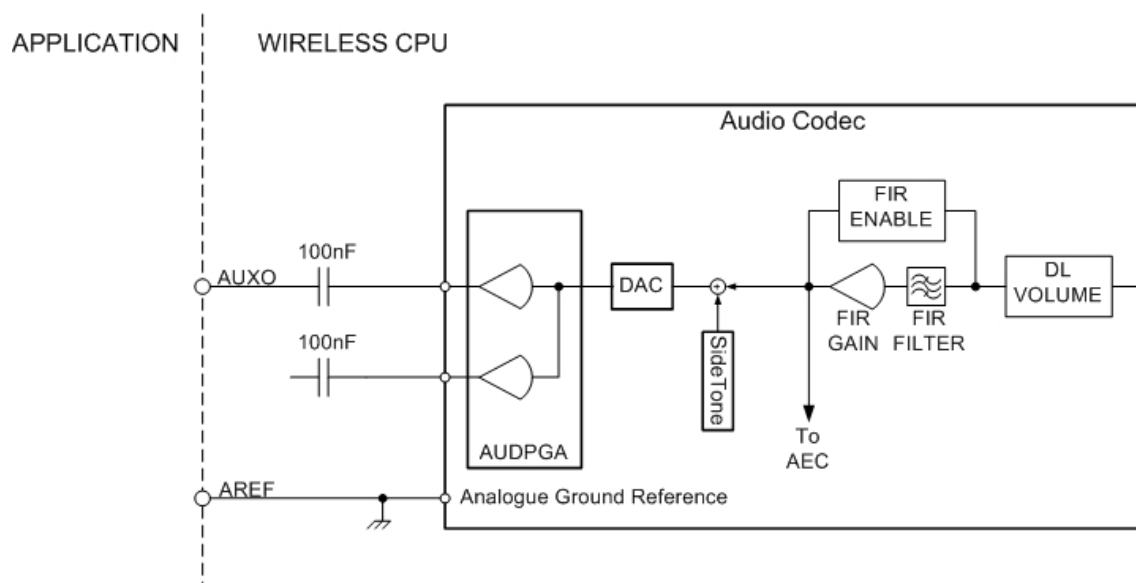 APPLICATION
WIRELESS CPU
Audio Codec
FIR
ENABLE
100nF
AUXO
DAC
+
DL
VOLUME
FIR
GAIN
FIR
FILTER
100nF
SideTone
AUDPGA
To
AEC
AREF
Analogue Ground Reference